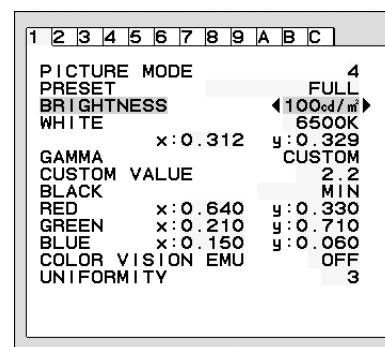 1 2 3 4 5 6 7 8 9 A B C
PICTURE MODE 4
PRESET FULL
BRIGHTNESS ◀100cd/㎡▶
WHITE 6500K
x:0.312 y:0.329
GAMMA CUSTOM
CUSTOM VALUE 2.2
BLACK MIN
RED x:0.640 y:0.330
GREEN x:0.210 y:0.710
BLUE x:0.150 y:0.060
COLOR VISION EMU OFF
UNIFORMITY 3